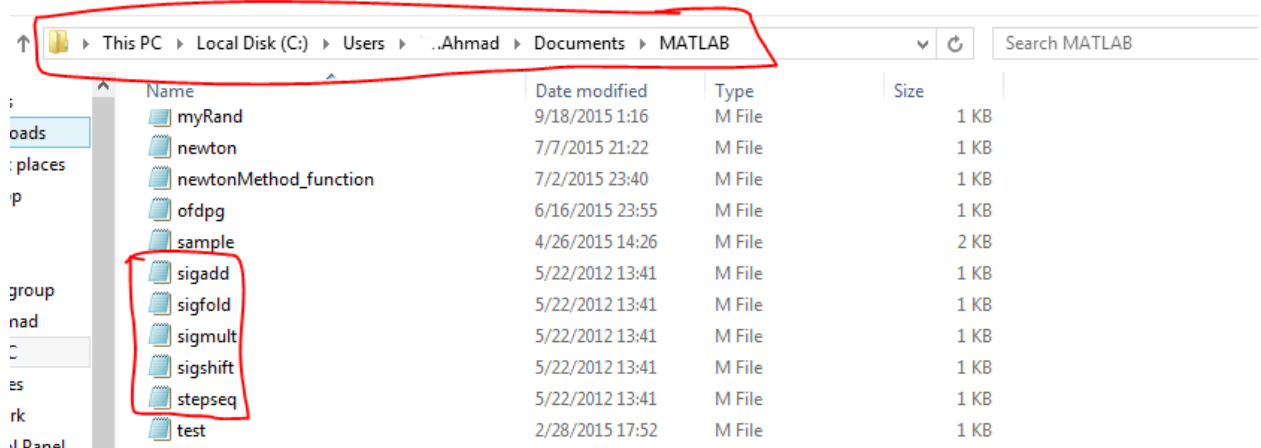 This PC Local Disk (C:) Users ..Ahmad Documents MATLAB Search MATLAB
Name Date modified Type Size
myRand 9/18/2015 1:16 M File 1 KB
oads
newton 7/7/2015 21:22 M File 1 KB
places
newtonMethod_function 7/2/2015 23:40 M File 1 KB
op
ofdpg 6/16/2015 23:55 M File 1 KB
sample 4/26/2015 14:26 M File 2 KB
sigadd 5/22/2012 13:41 M File 1 KB
group
sigfold 5/22/2012 13:41 M File 1 KB
mad
sigmult 5/22/2012 13:41 M File 1 KB
C
sigshift 5/22/2012 13:41 M File 1 KB
es
stepseq 5/22/2012 13:41 M File 1 KB
rk
test 2/28/2015 17:52 M File 1 KB
l Panel